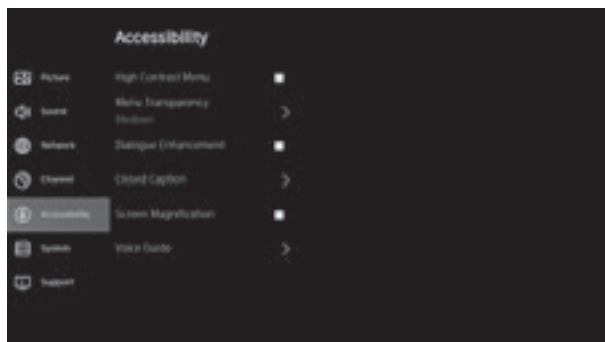 Accessibility
Picture
High Contrast Menu
Sound
Menu Transparency
Medium
Network
Dialogue Enhancement
Channel
Closed Caption
Accessibility
Screen Magnification
System
Voice Guide
Support